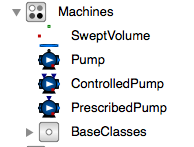 Machines
SweptVolume
Pump
ControlledPump
PrescribedPump
BaseClasses